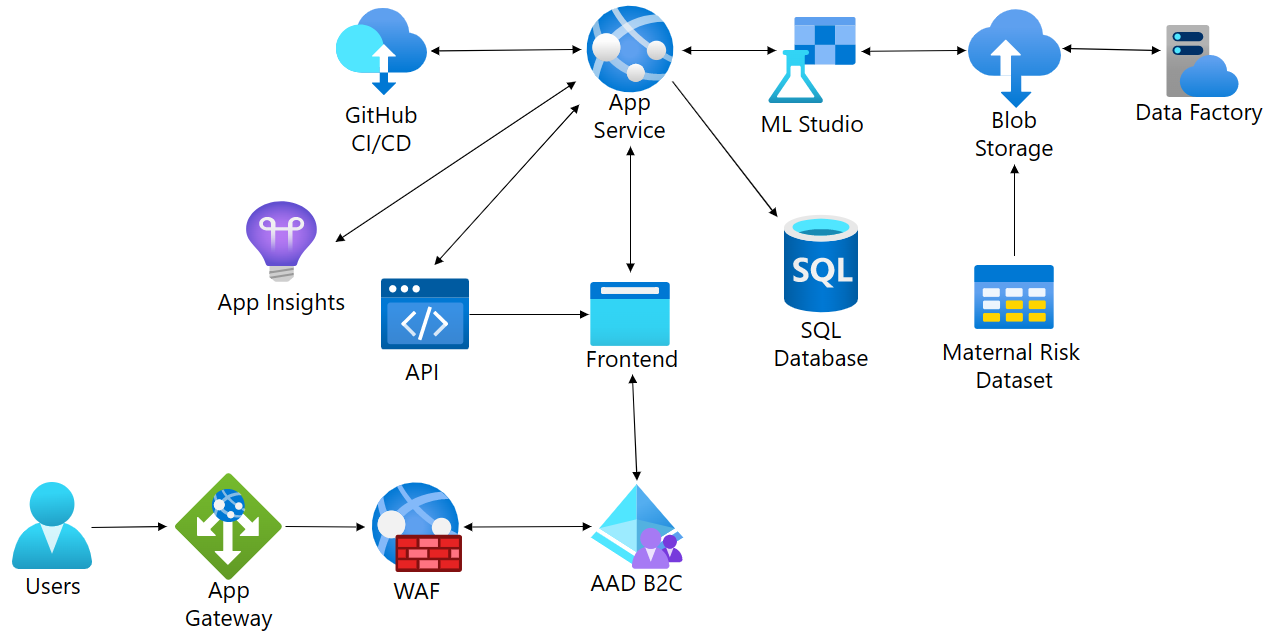 GitHub
CI/CD
App
Service
ML Studio
Blob
Storage
Data Factory
App Insights
API
Frontend
SQL
SQL
Database
Maternal Risk
Dataset
Users
App
Gateway
WAF
AAD B2C